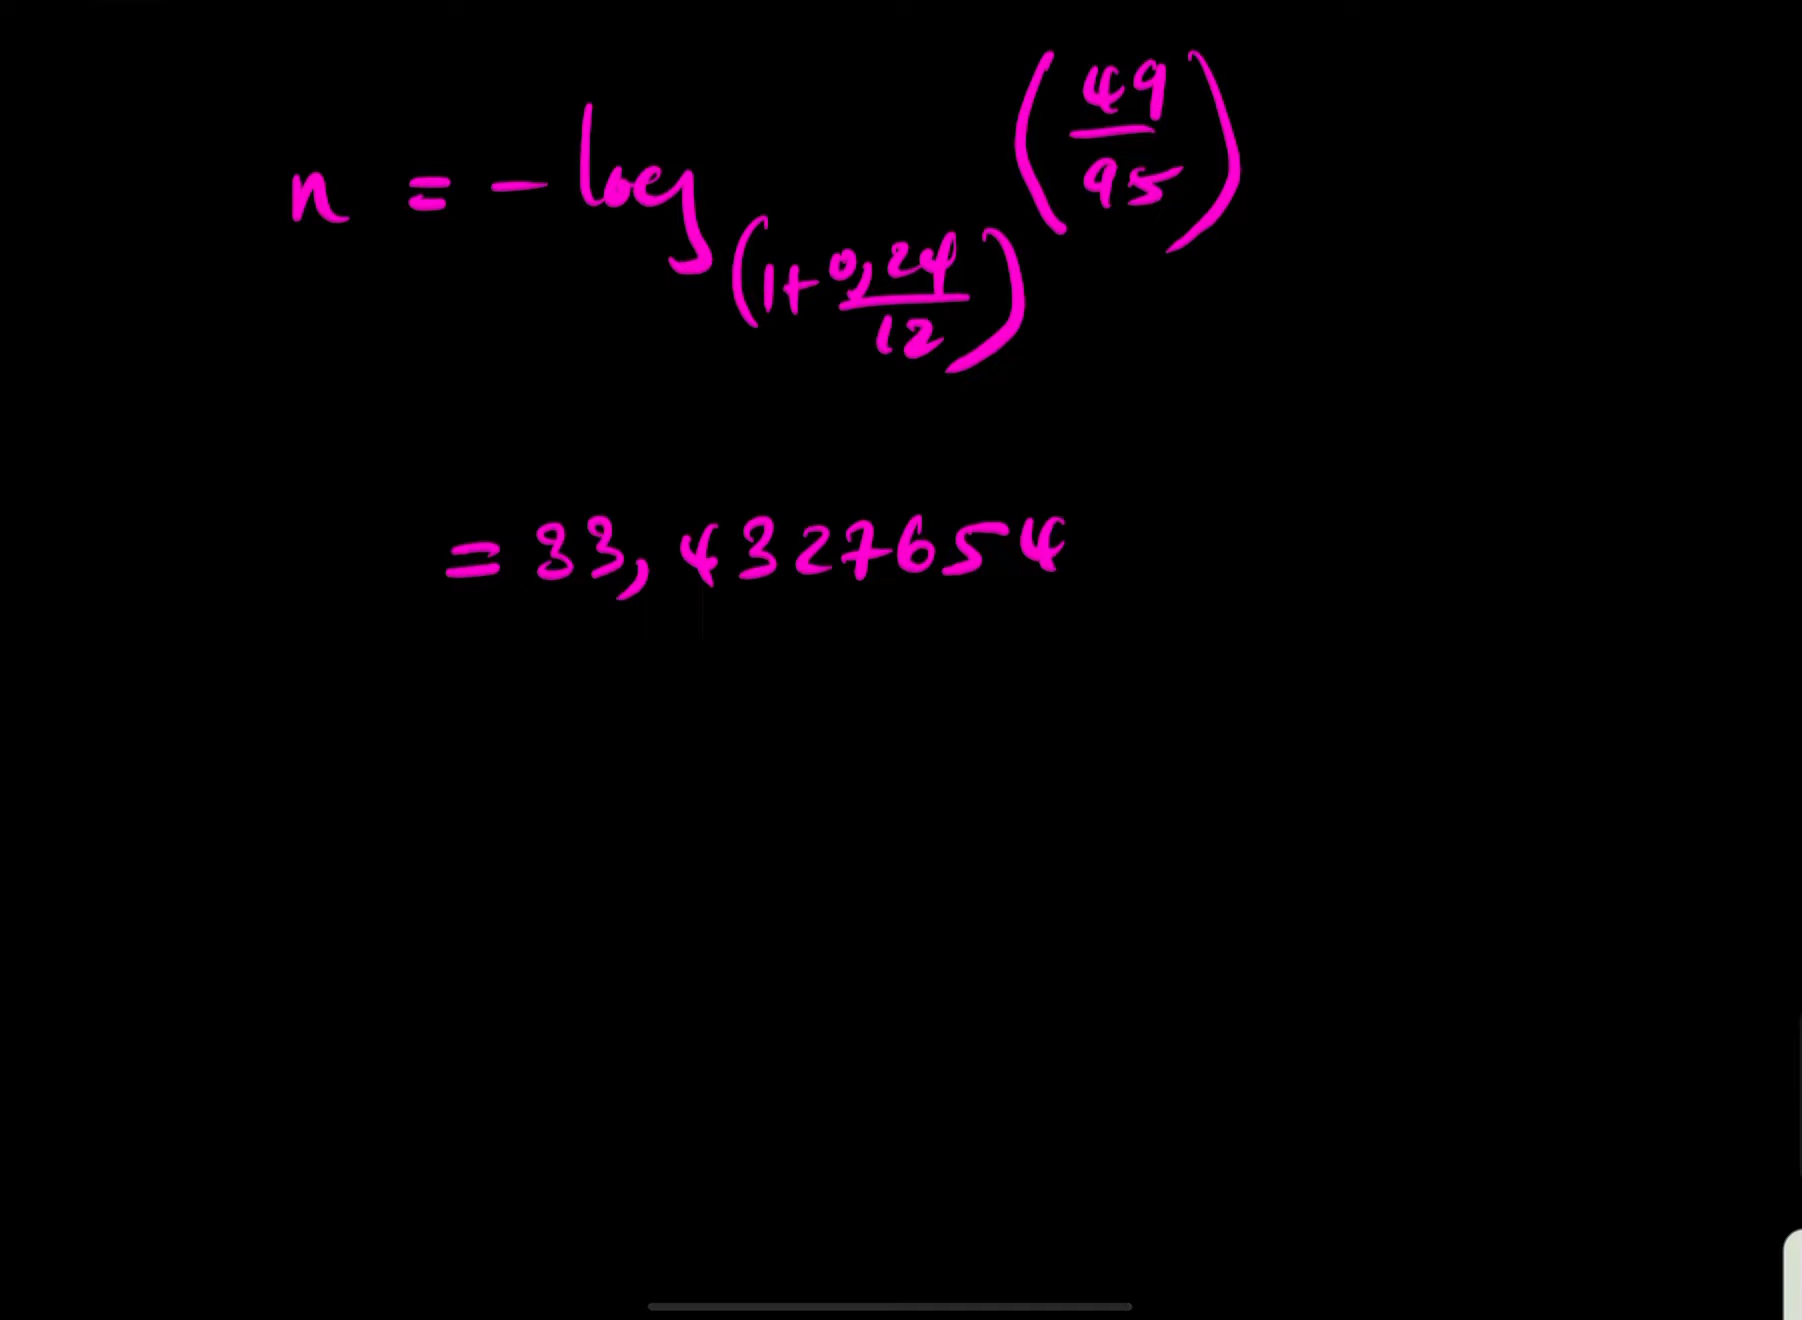 n = - log_(1+0,24/12) (49/95)
= 33,4327654